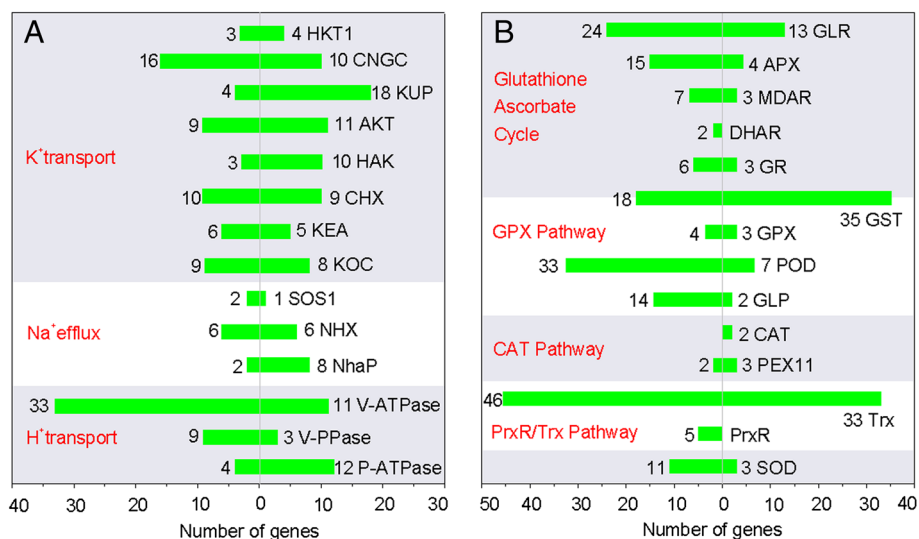 A
3 4 HKT1
16 10 CNGC
4 18 KUP
9 11 AKT
K⁺transport
3 10 HAK
10 9 CHX
6 5 KEA
9 8 KOC
2 1 SOS1
Na⁺efflux
6 6 NHX
2 8 NhaP
33 11 V-ATPase
H⁺transport
9 3 V-PPase
4 12 P-ATPase
40 30 20 10 0 10 20 30
Number of genes
B
24 13 GLR
15 4 APX
Glutathione
Ascorbate
Cycle
7 3 MDAR
2 DHAR
6 3 GR
18
35 GST
GPX Pathway
4 3 GPX
33 7 POD
14 2 GLP
2 CAT
CAT Pathway
2 3 PEX11
46
33 Trx
PrxR/Trx Pathway
5 PrxR
11 3 SOD
50 40 30 20 10 0 10 20 30 40
Number of genes